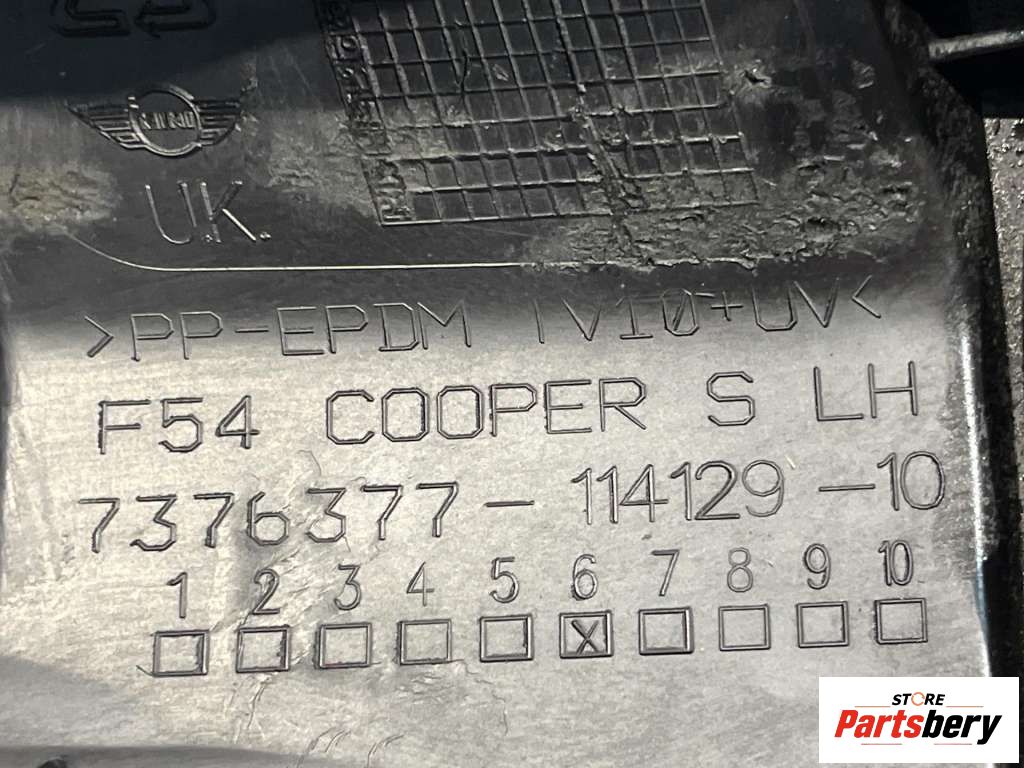 MINI
U.K.
>PP-EPDM TV10+UV<
F54 COOPER S LH
7376377-114129-10
1 2 3 4 5 6 7 8 9 10
X
STORE
Partsbery